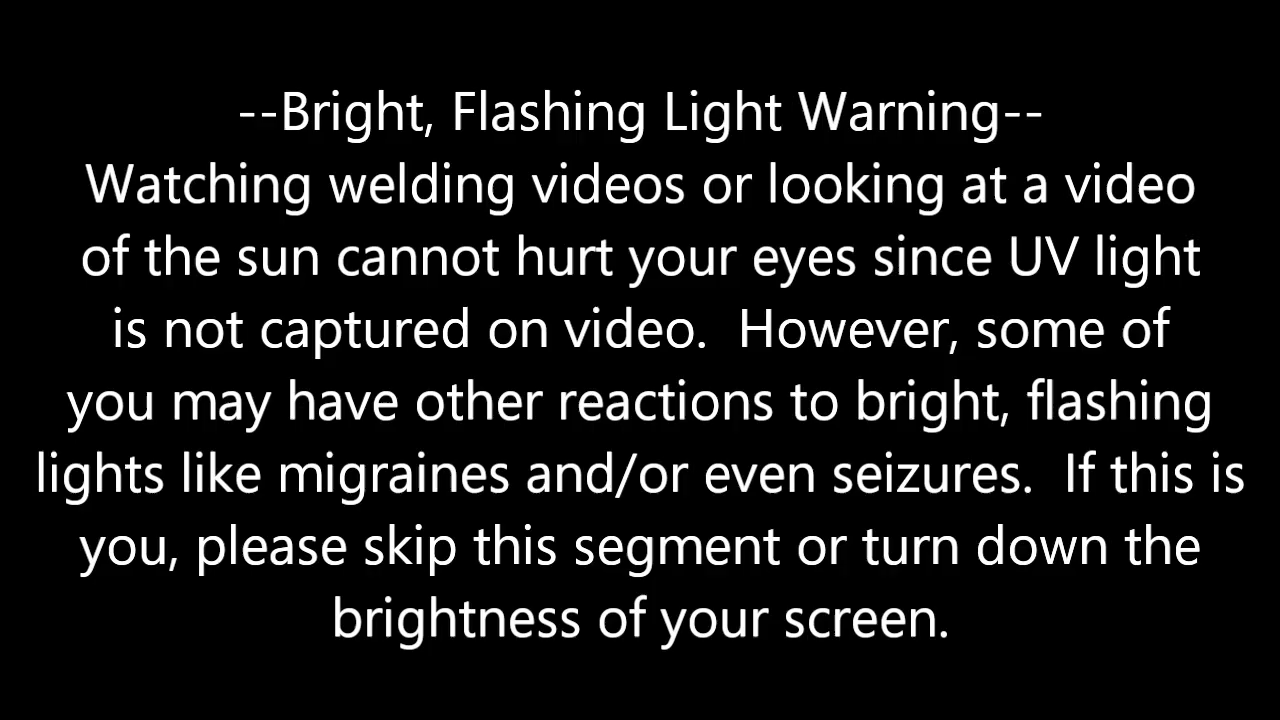 --Bright, Flashing Light Warning--
Watching welding videos or looking at a video
of the sun cannot hurt your eyes since UV light
is not captured on video.  However, some of
you may have other reactions to bright, flashing
lights like migraines and/or even seizures.  If this is
you, please skip this segment or turn down the
brightness of your screen.